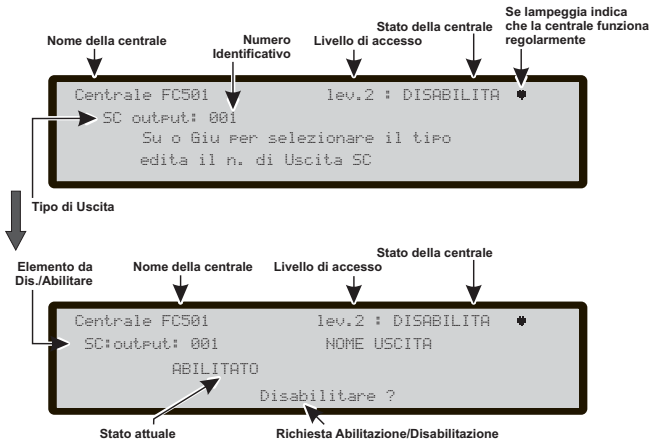 Se lampeggia indica
che la centrale funziona
regolarmente
Stato della centrale
Nome della centrale
Numero
Identificativo
Livello di accesso
Centrale FC501 lev.2 : DISABILITA
SC output: 001
Su o Giu per selezionare il tipo
edita il n. di Uscita SC
Tipo di Uscita
Stato della centrale
Elemento da
Dis./Abilitare
Nome della centrale
Livello di accesso
Centrale FC501 lev.2 : DISABILITA
SC:output: 001 NOME USCITA
ABILITATO
Disabilitare ?
Stato attuale
Richiesta Abilitazione/Disabilitazione